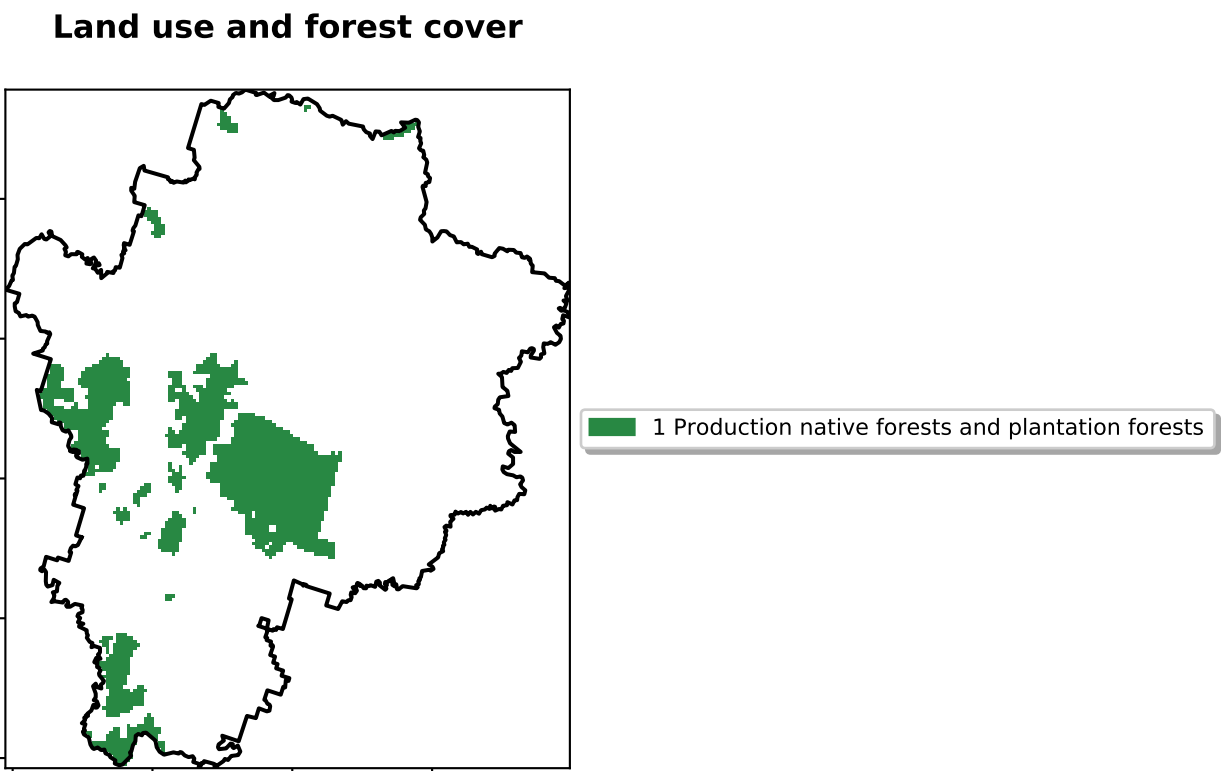 Land use and forest cover
1 Production native forests and plantation forests